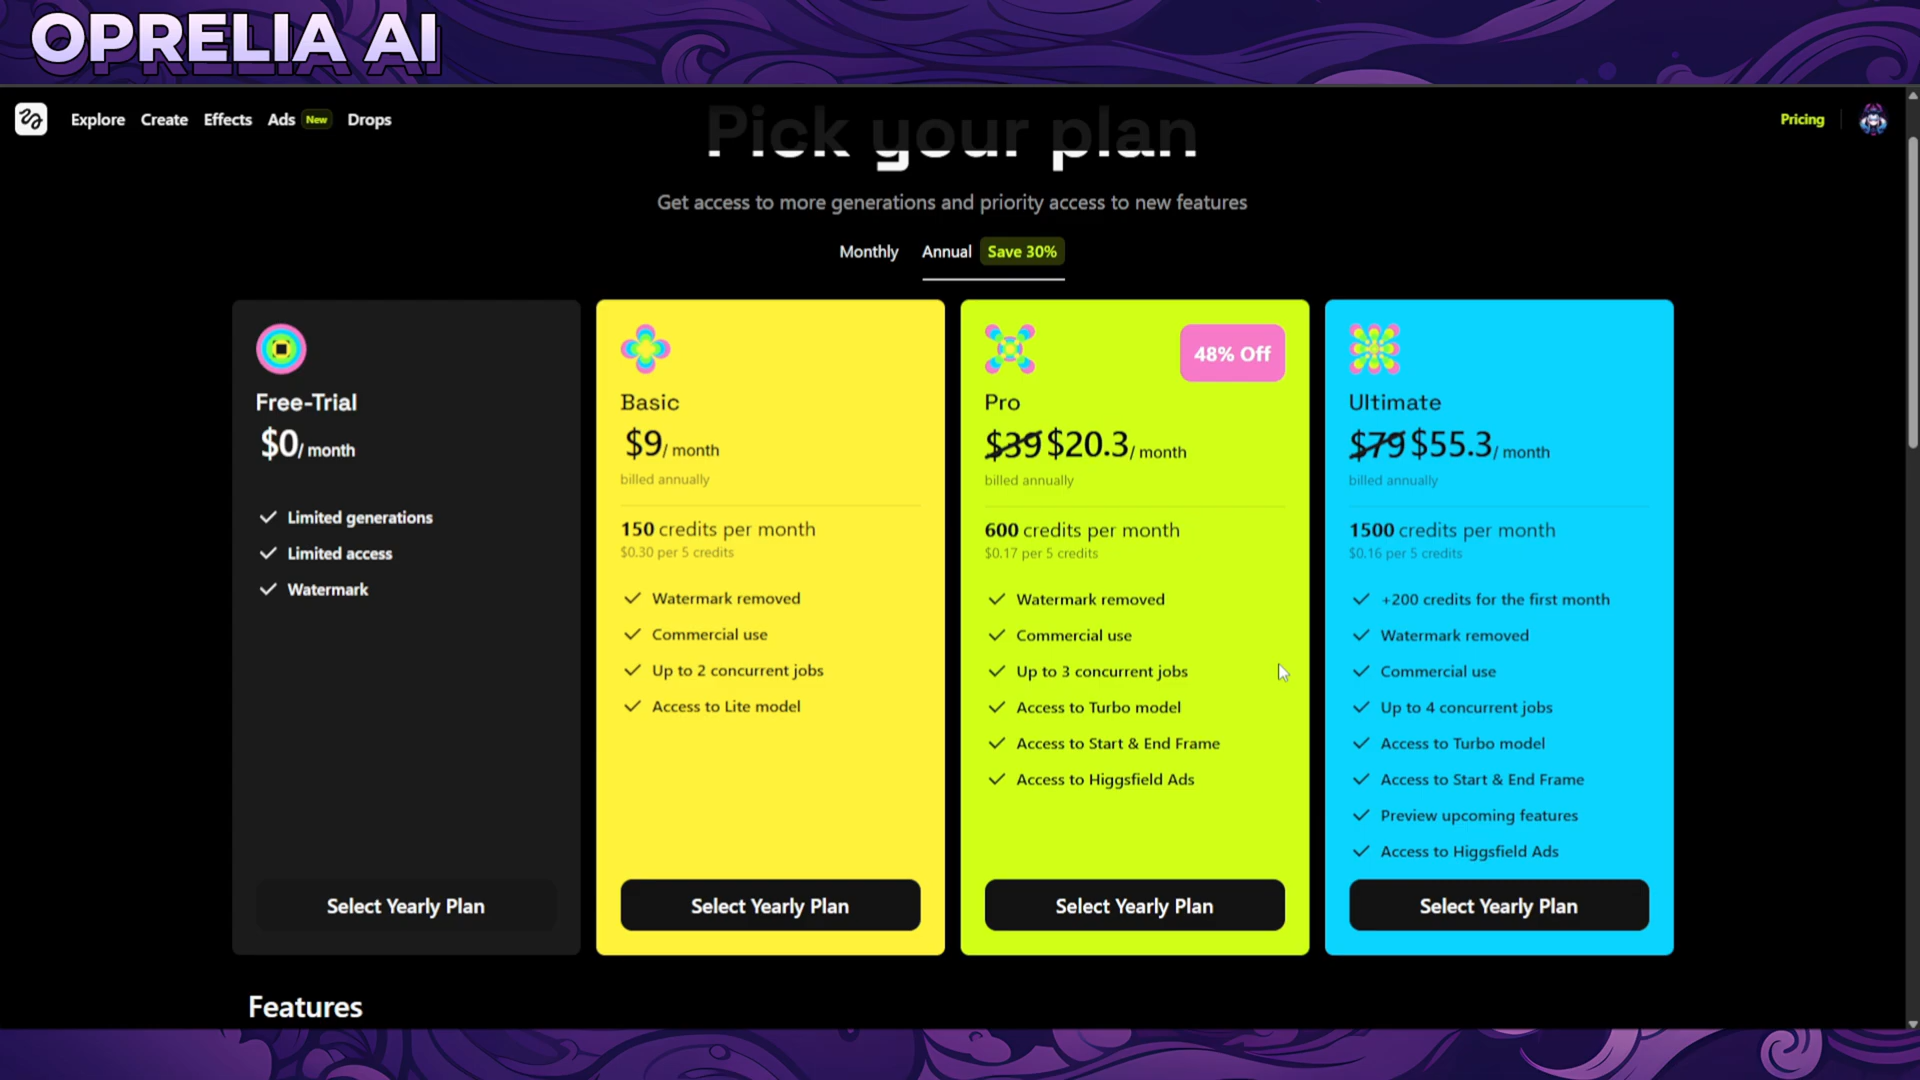 OPRELIA AI
Explore Create Effects Ads New Drops
Pricing
Pick your plan
Get access to more generations and priority access to new features
Monthly Annual Save 30%
Free-Trial
$0/ month
Limited generations
Limited access
Watermark
Select Yearly Plan
Basic
$9/ month
billed annually
150 credits per month
$0.30 per 5 credits
Watermark removed
Commercial use
Up to 2 concurrent jobs
Access to Lite model
Select Yearly Plan
48% Off
Pro
$39 $20.3/ month
billed annually
600 credits per month
$0.17 per 5 credits
Watermark removed
Commercial use
Up to 3 concurrent jobs
Access to Turbo model
Access to Start & End Frame
Access to Higgsfield Ads
Select Yearly Plan
Ultimate
$79 $55.3/ month
billed annually
1500 credits per month
$0.16 per 5 credits
+200 credits for the first month
Watermark removed
Commercial use
Up to 4 concurrent jobs
Access to Turbo model
Access to Start & End Frame
Preview upcoming features
Access to Higgsfield Ads
Select Yearly Plan
Features